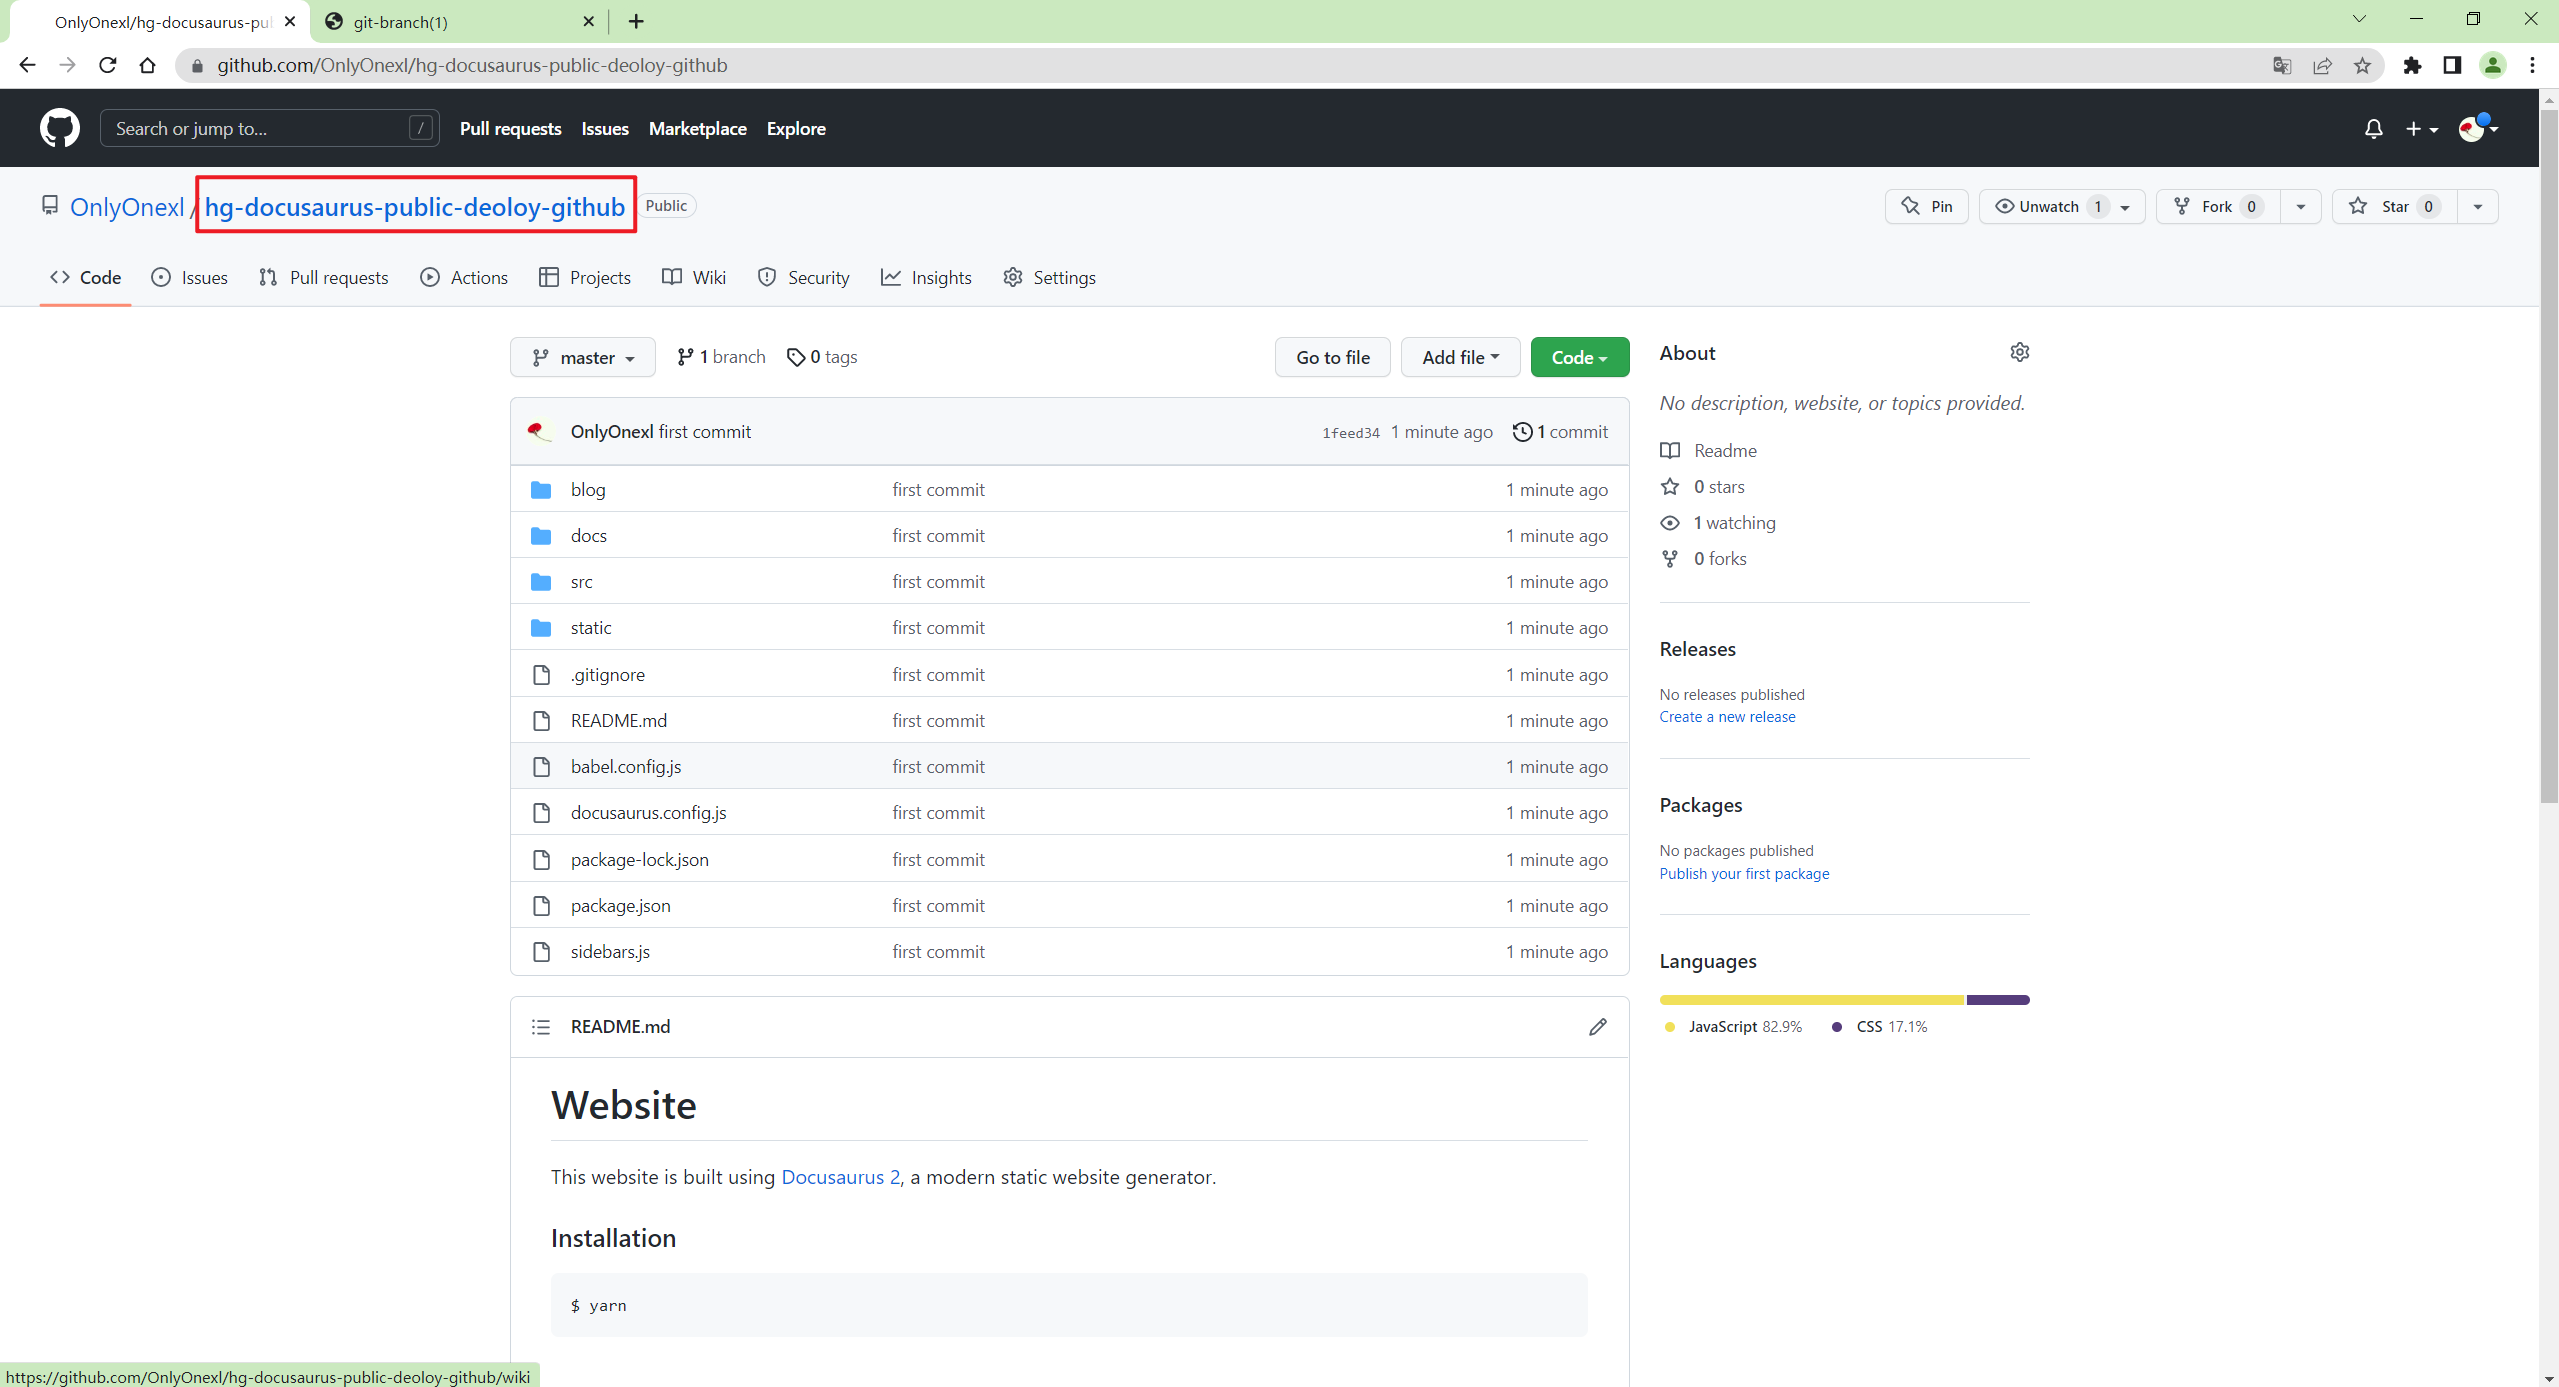 OnlyOnexl/hg-docusaurus-pub
git-branch(1)
github.com/OnlyOnexl/hg-docusaurus-public-deoloy-github
Search or jump to... /
Pull requests Issues Marketplace Explore
OnlyOnexl / hg-docusaurus-public-deoloy-github Public
Pin Unwatch 1 Fork 0 Star 0
Code Issues Pull requests Actions Projects Wiki Security Insights Settings
master 1 branch 0 tags Go to file Add file Code
OnlyOnexl first commit 1feed34 1 minute ago 1 commit
blog first commit 1 minute ago
docs first commit 1 minute ago
src first commit 1 minute ago
static first commit 1 minute ago
.gitignore first commit 1 minute ago
README.md first commit 1 minute ago
babel.config.js first commit 1 minute ago
docusaurus.config.js first commit 1 minute ago
package-lock.json first commit 1 minute ago
package.json first commit 1 minute ago
sidebars.js first commit 1 minute ago
README.md
Website
This website is built using Docusaurus 2, a modern static website generator.
Installation
$ yarn
About
No description, website, or topics provided.
Readme
0 stars
1 watching
0 forks
Releases
No releases published
Create a new release
Packages
No packages published
Publish your first package
Languages
JavaScript 82.9% CSS 17.1%
https://github.com/OnlyOnexl/hg-docusaurus-public-deoloy-github/wiki